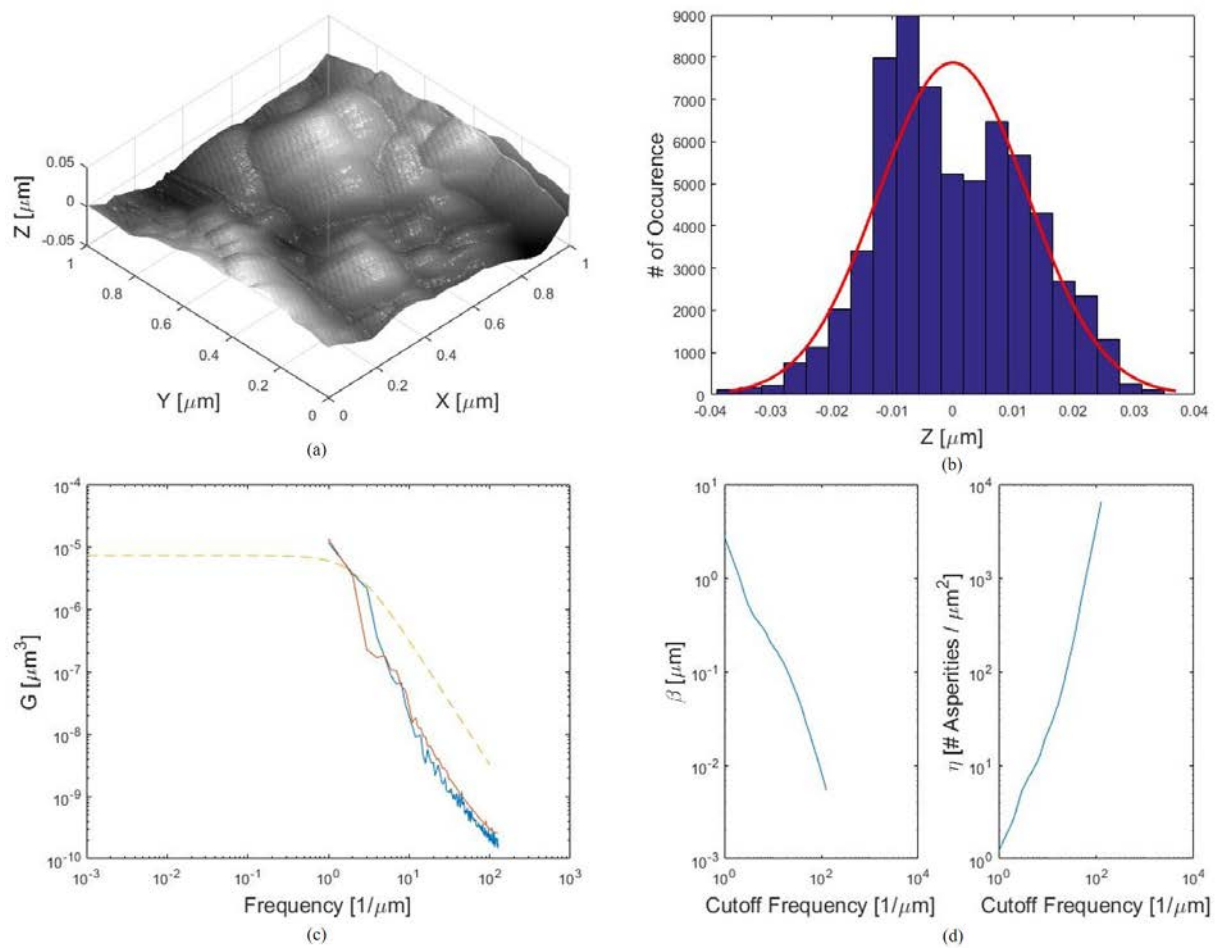 0.05
0
-0.05
Z [μm]
1
0.8
0.6
0.4
0.2
0
Y [μm]
0
0.2
0.4
0.6
0.8
1
X [μm]
(a)
9000
8000
7000
6000
5000
4000
3000
2000
1000
0
# of Occurence
-0.04 -0.03 -0.02 -0.01 0 0.01 0.02 0.03 0.04
Z [μm]
(b)
10^-4
10^-5
10^-6
10^-7
10^-8
10^-9
10^-10
G [μm^3]
10^-3 10^-2 10^-1 10^0 10^1 10^2 10^3
Frequency [1/μm]
(c)
10^1
10^0
10^-1
10^-2
10^-3
β [μm]
10^0 10^2 10^4
Cutoff Frequency [1/μm]
10^4
10^3
10^2
10^1
10^0
η [# Asperities / μm^2]
10^0 10^2 10^4
Cutoff Frequency [1/μm]
(d)